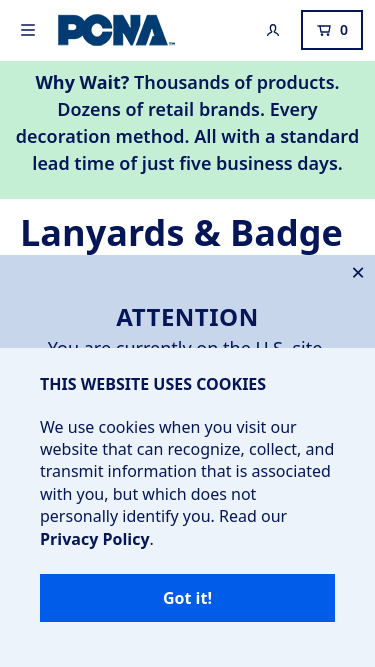 PCNA
0
Why Wait? Thousands of products.
Dozens of retail brands. Every
decoration method. All with a standard
lead time of just five business days.
Lanyards & Badge
ATTENTION
You are currently on the U.S. site.
THIS WEBSITE USES COOKIES
We use cookies when you visit our
website that can recognize, collect, and
transmit information that is associated
with you, but which does not
personally identify you. Read our
Privacy Policy.
Got it!